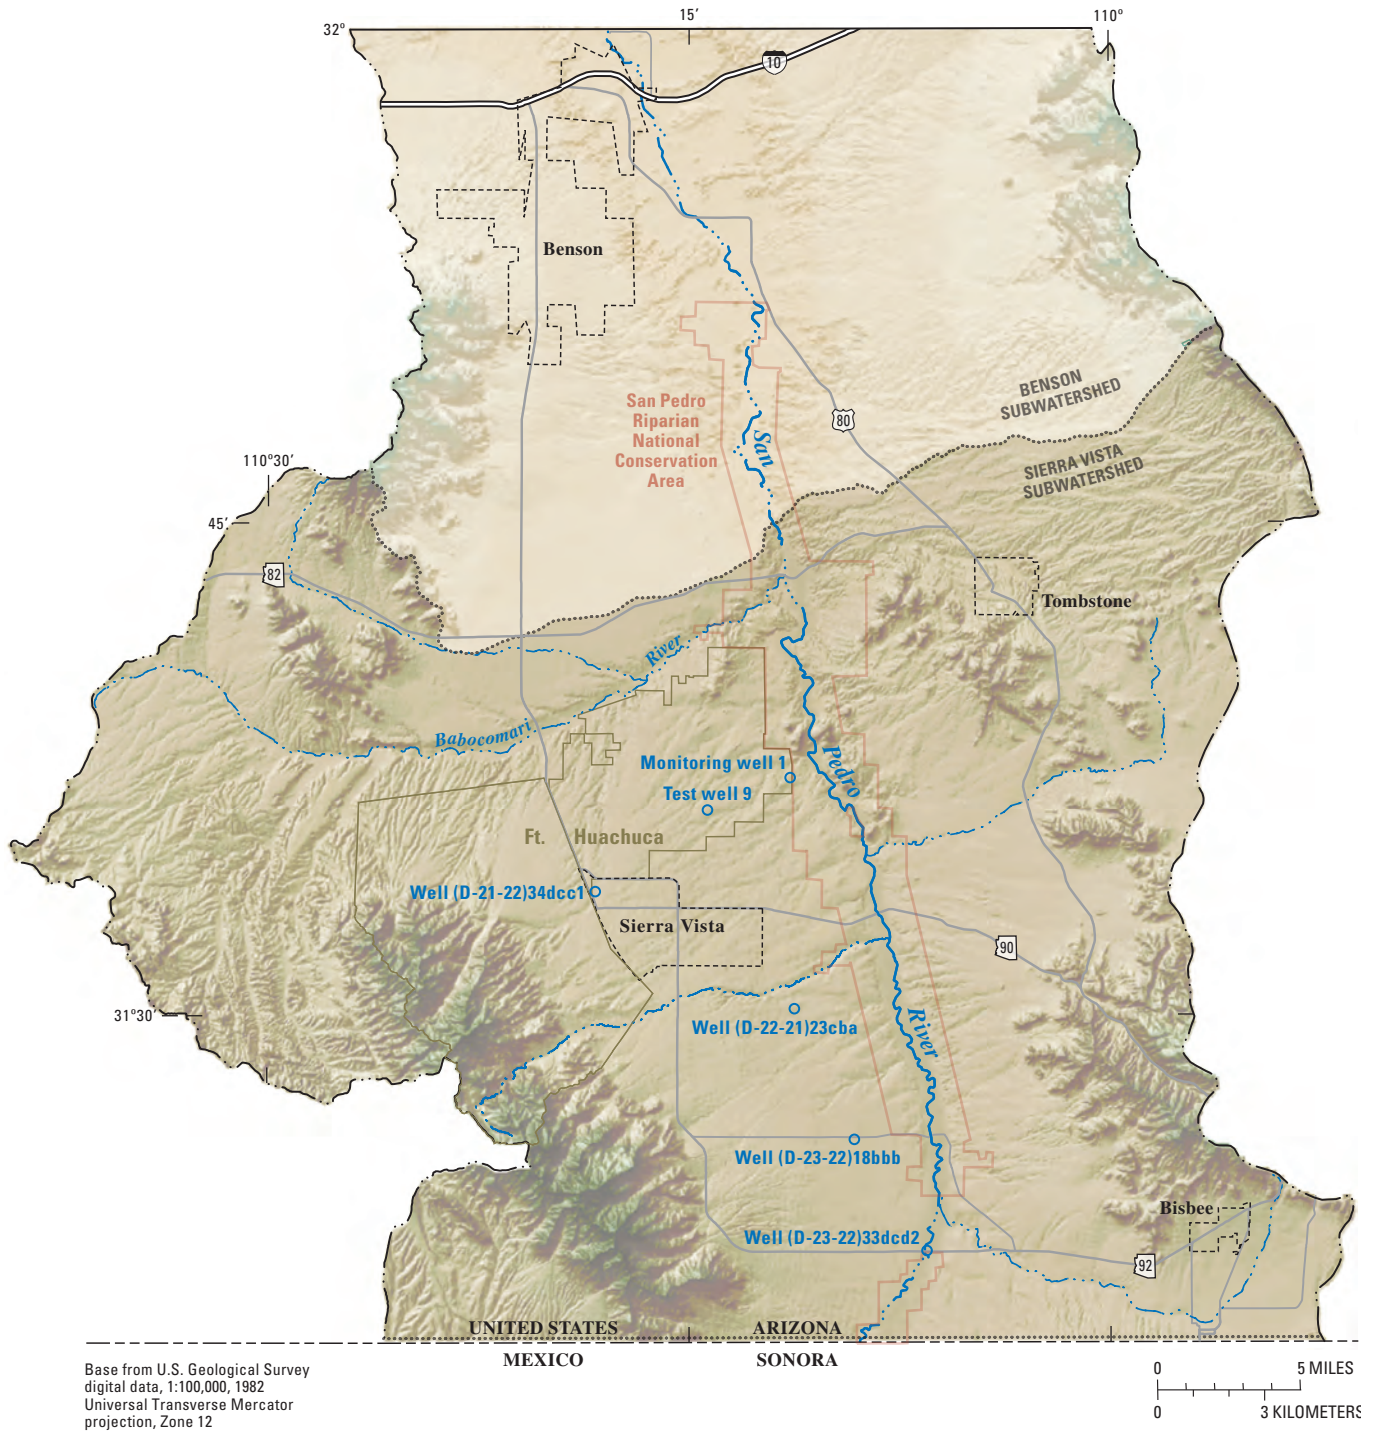 32°
15′
110°
10
Benson
San Pedro
Riparian
National
Conservation
Area
San
80
BENSON
SUBWATERSHED
SIERRA VISTA
SUBWATERSHED
110°30′
45′
82
Tombstone
River
Babocomari
Pedro
Monitoring well 1
Test well 9
Ft. Huachuca
Well (D-21-22)34dcc1
Sierra Vista
90
31°30′
Well (D-22-21)23cba
River
Well (D-23-22)18bbb
Bisbee
Well (D-23-22)33dcd2
92
UNITED STATES ARIZONA
MEXICO SONORA
Base from U.S. Geological Survey
digital data, 1:100,000, 1982
Universal Transverse Mercator
projection, Zone 12
0 5 MILES
0 3 KILOMETERS